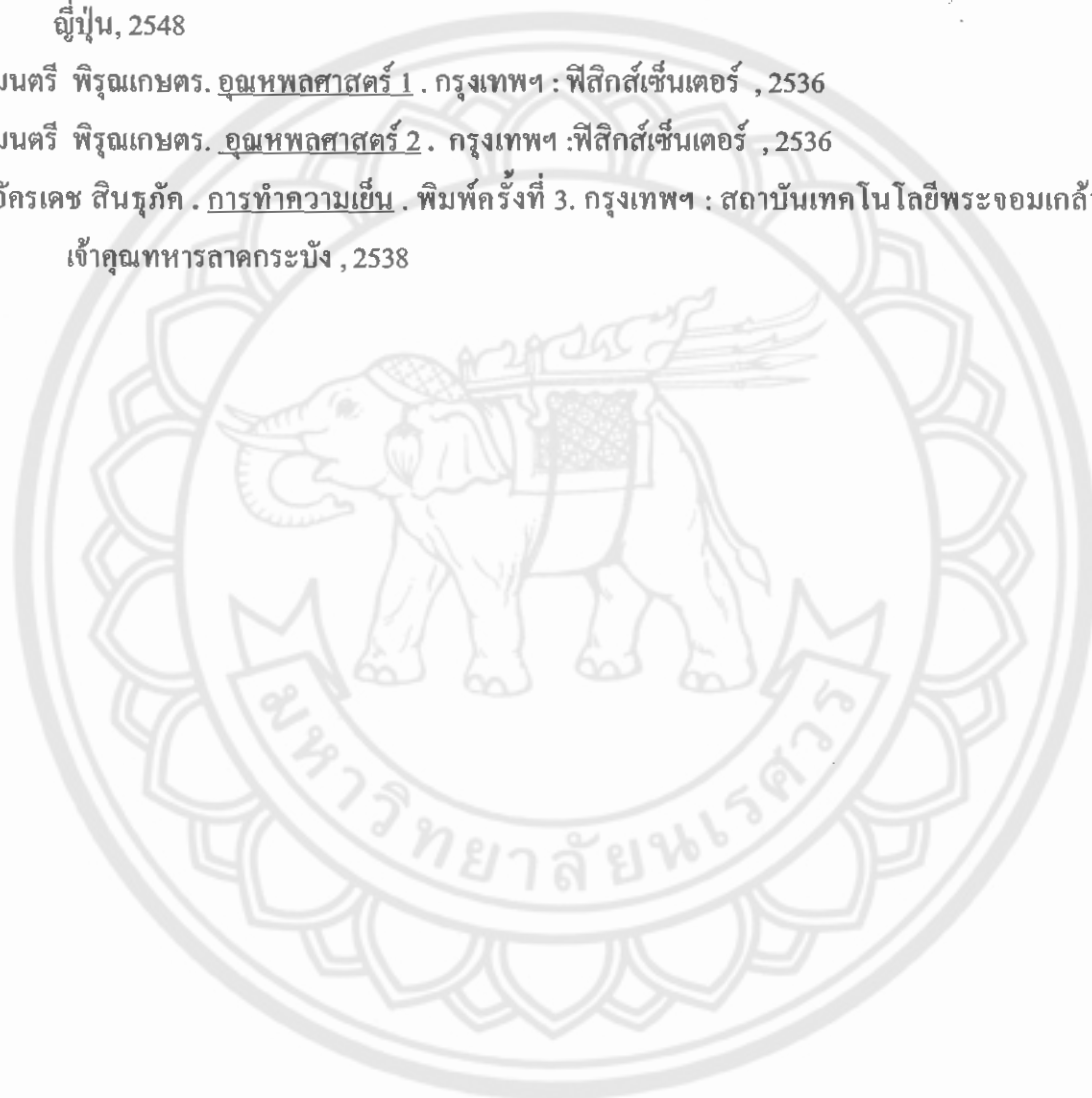 ญี่ปุ่น, 2548
มนตรี พิรุณเกษตร. อุณหพลศาสตร์ 1 . กรุงเทพฯ : ฟิสิกส์เซ็นเตอร์ , 2536
มนตรี พิรุณเกษตร. อุณหพลศาสตร์ 2 . กรุงเทพฯ :ฟิสิกส์เซ็นเตอร์ , 2536
อัครเดช สินธุภัค . การทำความเย็น . พิมพ์ครั้งที่ 3. กรุงเทพฯ : สถาบันเทคโนโลยีพระจอมเกล้า
เจ้าคุณทหารลาดกระบัง , 2538
มหาวิทยาลัยนเรศวร